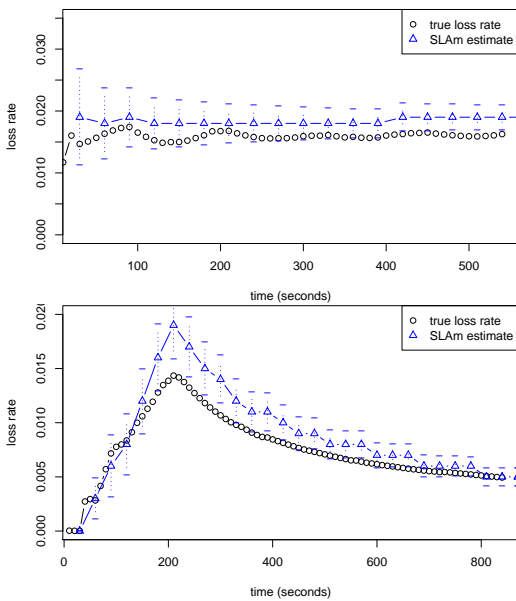 true loss rate
SLAm estimate
0.030
0.020
0.010
0.000
loss rate
100
200
300
400
500
time (seconds)
true loss rate
SLAm estimate
0.015
0.010
0.005
0.000
loss rate
0
200
400
600
800
time (seconds)